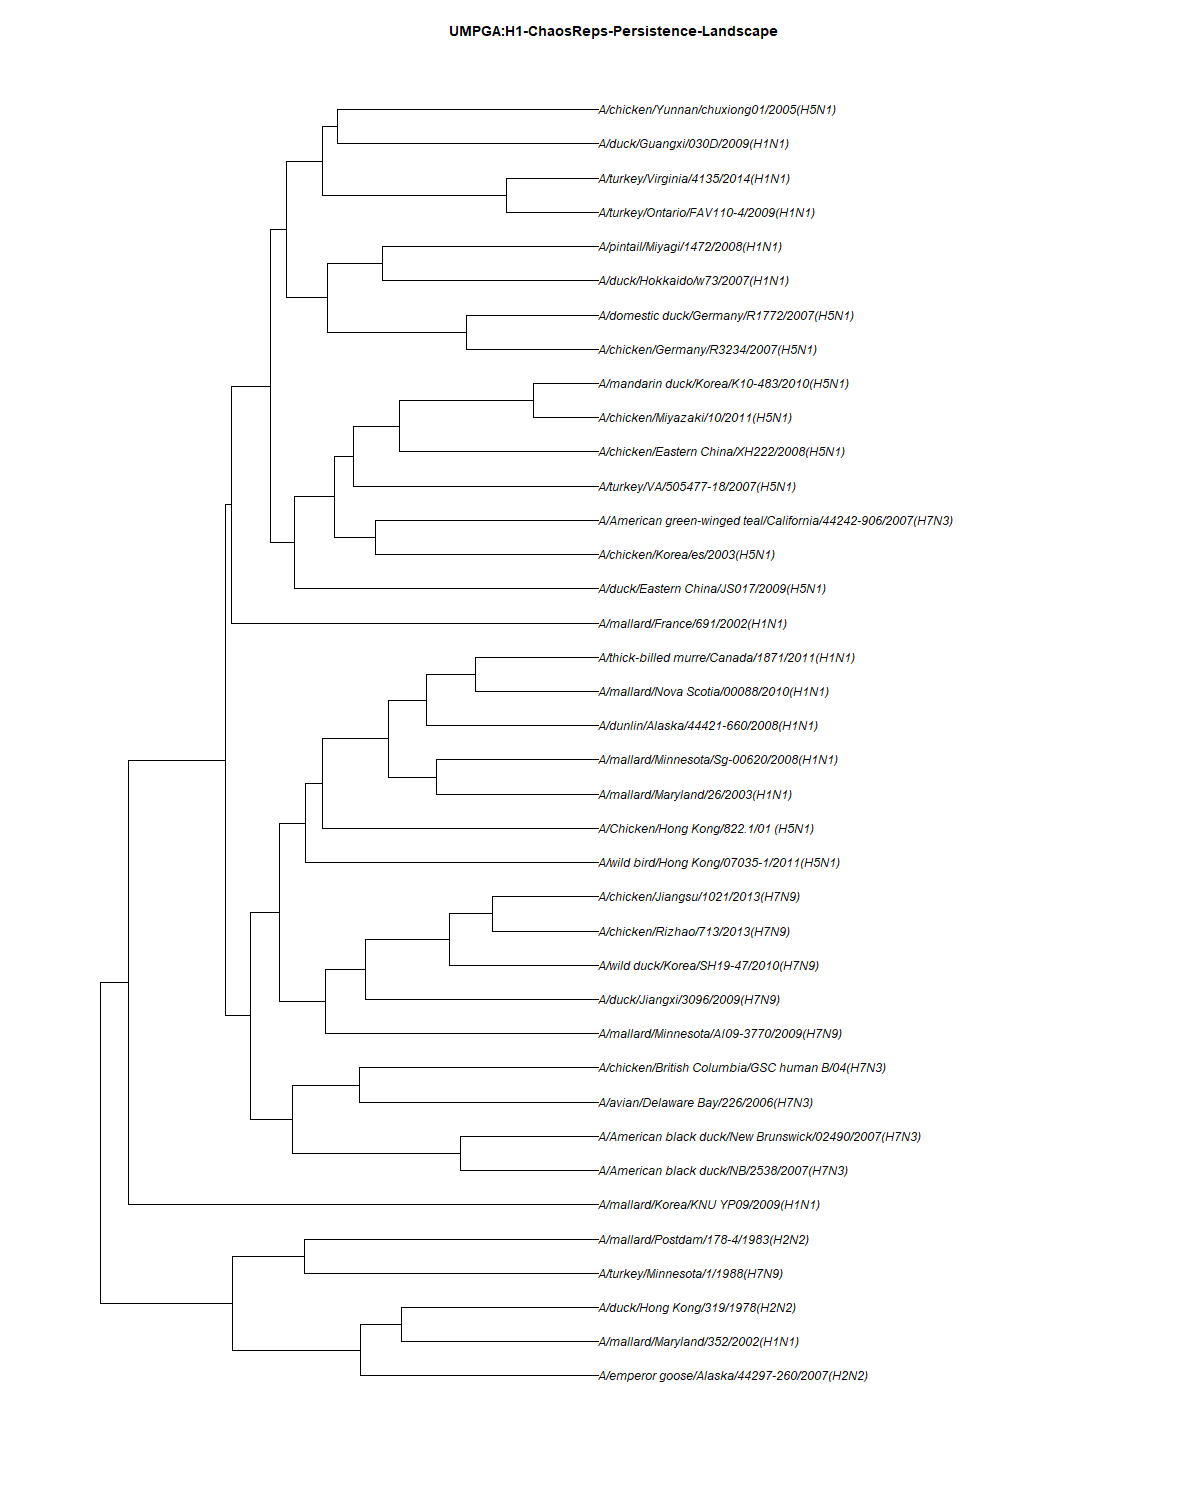 UMPGA:H1-ChaosReps-Persistence-Landscape
A/chicken/Yunnan/chuxiong01/2005(H5N1)
A/duck/Guangxi/030D/2009(H1N1)
A/turkey/Virginia/4135/2014(H1N1)
A/turkey/Ontario/FAV110-4/2009(H1N1)
A/pintail/Miyagi/1472/2008(H1N1)
A/duck/Hokkaido/w73/2007(H1N1)
A/domestic duck/Germany/R1772/2007(H5N1)
A/chicken/Germany/R3234/2007(H5N1)
A/mandarin duck/Korea/K10-483/2010(H5N1)
A/chicken/Miyazaki/10/2011(H5N1)
A/chicken/Eastern China/XH222/2008(H5N1)
A/turkey/VA/505477-18/2007(H5N1)
A/American green-winged teal/California/44242-906/2007(H7N3)
A/chicken/Korea/es/2003(H5N1)
A/duck/Eastern China/JS017/2009(H5N1)
A/mallard/France/691/2002(H1N1)
A/thick-billed murre/Canada/1871/2011(H1N1)
A/mallard/Nova Scotia/00088/2010(H1N1)
A/dunlin/Alaska/44421-660/2008(H1N1)
A/mallard/Minnesota/Sg-00620/2008(H1N1)
A/mallard/Maryland/26/2003(H1N1)
A/Chicken/Hong Kong/822.1/01 (H5N1)
A/wild bird/Hong Kong/07035-1/2011(H5N1)
A/chicken/Jiangsu/1021/2013(H7N9)
A/chicken/Rizhao/713/2013(H7N9)
A/wild duck/Korea/SH19-47/2010(H7N9)
A/duck/Jiangxi/3096/2009(H7N9)
A/mallard/Minnesota/AI09-3770/2009(H7N9)
A/chicken/British Columbia/GSC human B/04(H7N3)
A/avian/Delaware Bay/226/2006(H7N3)
A/American black duck/New Brunswick/02490/2007(H7N3)
A/American black duck/NB/2538/2007(H7N3)
A/mallard/Korea/KNU YP09/2009(H1N1)
A/mallard/Postdam/178-4/1983(H2N2)
A/turkey/Minnesota/1/1988(H7N9)
A/duck/Hong Kong/319/1978(H2N2)
A/mallard/Maryland/352/2002(H1N1)
A/emperor goose/Alaska/44297-260/2007(H2N2)